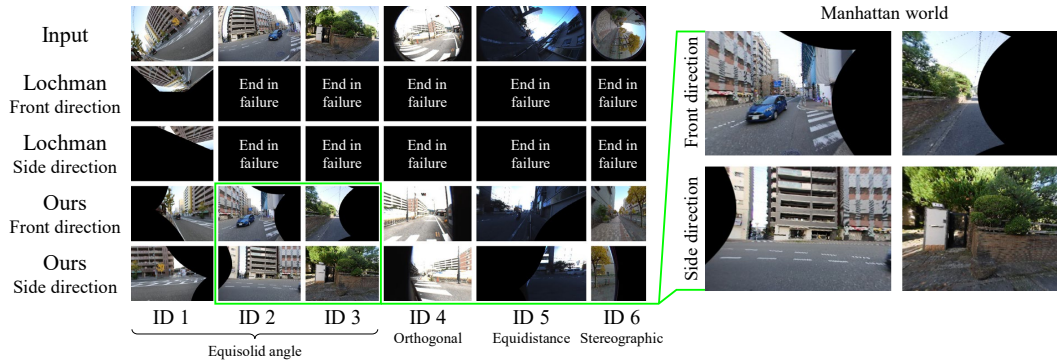 Input
Lochman
Front direction
End in
failure
End in
failure
End in
failure
End in
failure
End in
failure
Lochman
Side direction
End in
failure
End in
failure
End in
failure
End in
failure
End in
failure
Ours
Front direction
Ours
Side direction
ID 1
ID 2
ID 3
ID 4
ID 5
ID 6
Equisolid angle
Orthogonal
Equidistance
Stereographic
Manhattan world
Front direction
Side direction